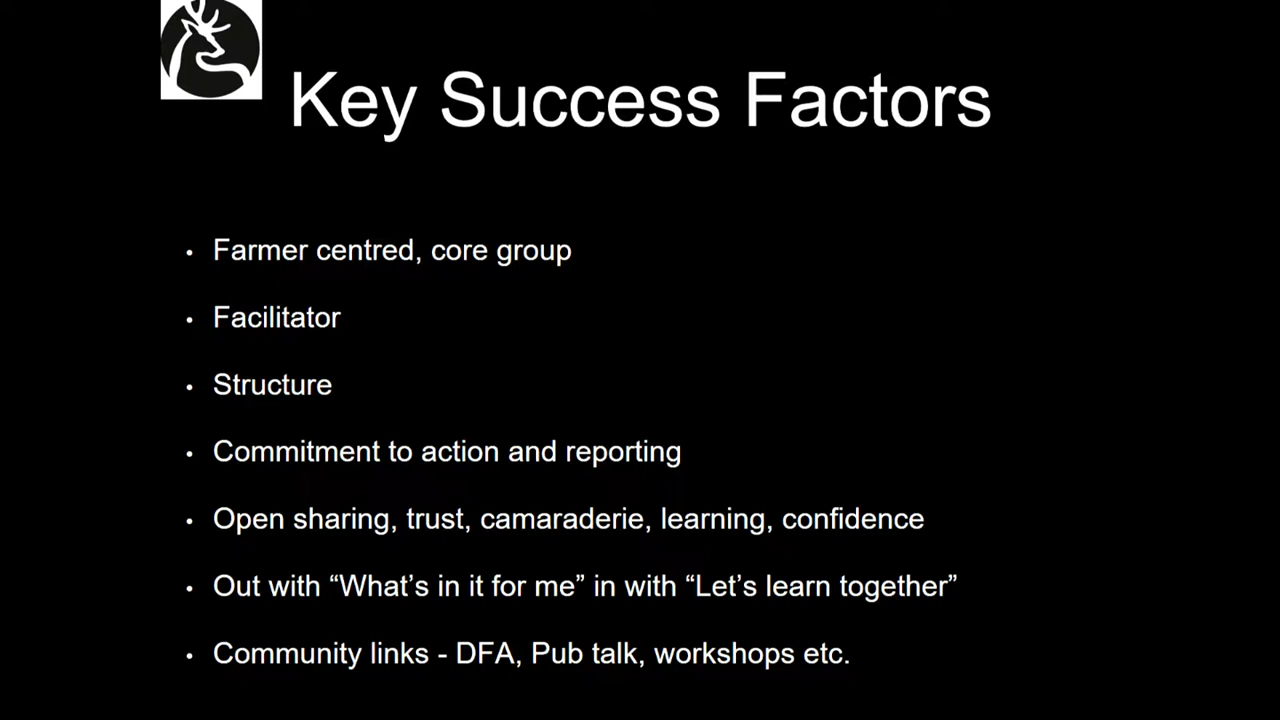 Key Success Factors
• Farmer centred, core group
• Facilitator
• Structure
• Commitment to action and reporting
• Open sharing, trust, camaraderie, learning, confidence
• Out with “What’s in it for me” in with “Let’s learn together”
• Community links - DFA, Pub talk, workshops etc.